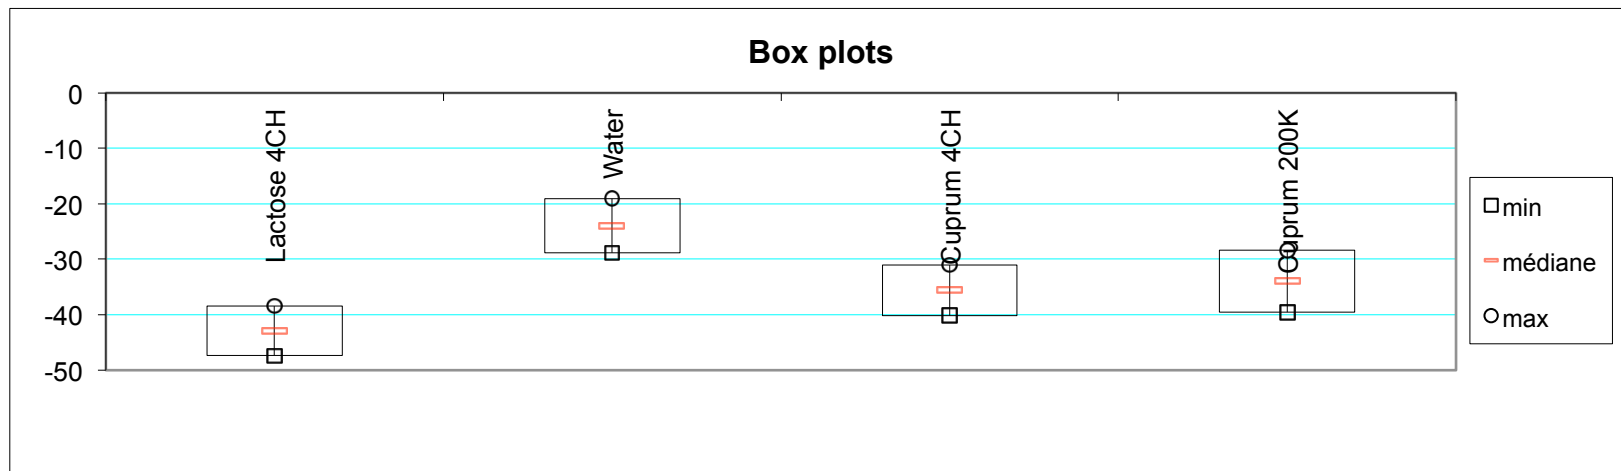 Box plots
0
-10
-20
-30
-40
-50
Lactose 4CH
Water
Cuprum 4CH
Cuprum 200K
min
médiane
max